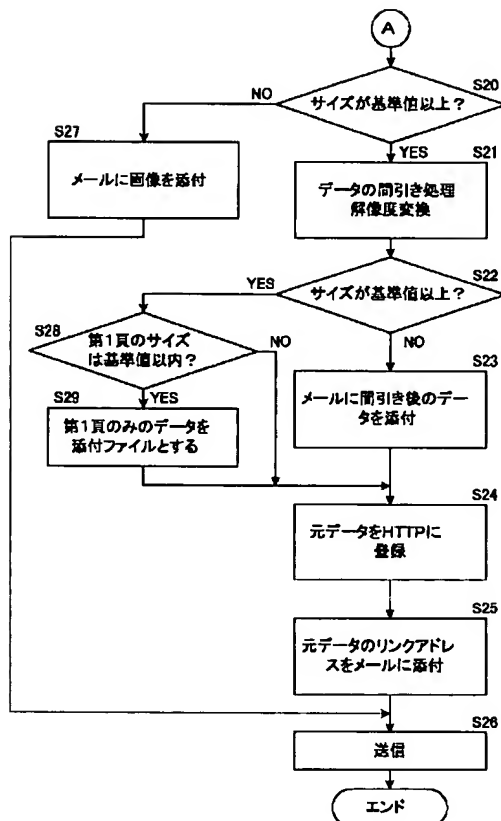 A
S20
NO
サイズが基準値以上?
S27
YES
S21
メールに画像を添付
データの間引き処理
解像度変換
S22
YES
サイズが基準値以上?
S28
第1頁のサイズ
は基準値以内?
NO
NO
S23
S29
YES
メールに間引き後のデー
タを添付
第1頁のみのデータを
添付ファイルとする
S24
元データをHTTPに
登録
S25
元データのリンクアドレ
スをメールに添付
S26
送信
エンド